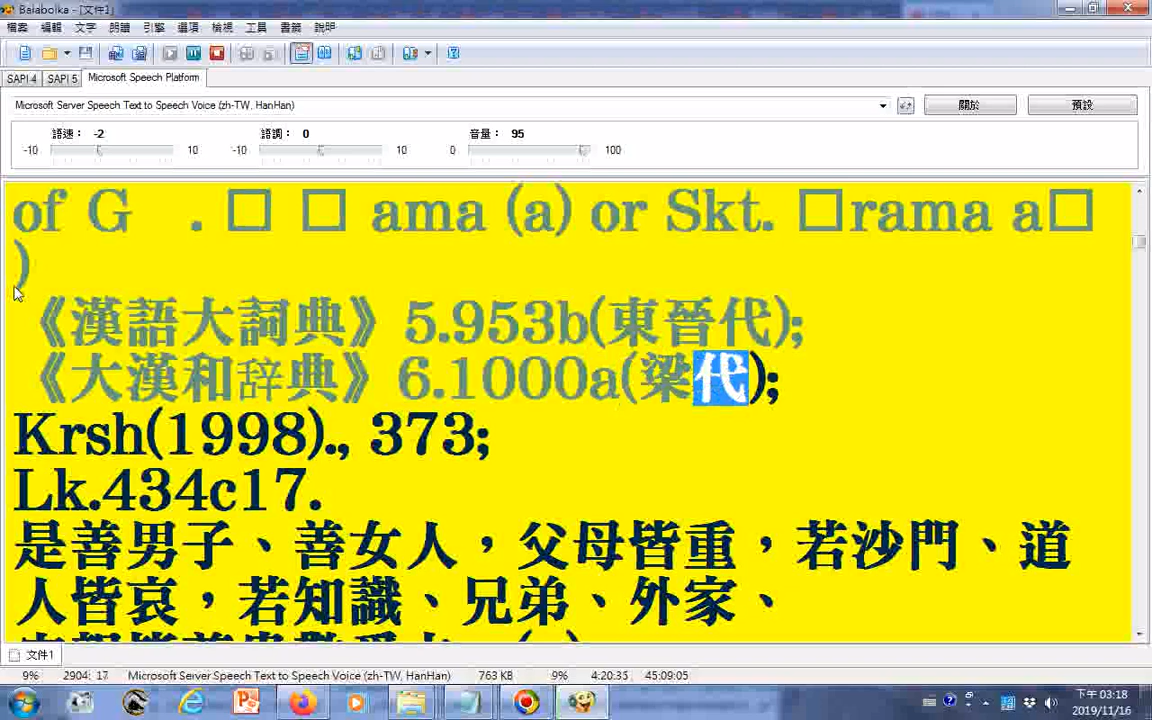 Balabolka - [文件1]
檔案 編輯 文字 朗讀 引擎 選項 檢視 工具 書籤 說明
SAPI 4 SAPI 5 Microsoft Speech Platform
Microsoft Server Speech Text to Speech Voice (zh-TW, HanHan) 關於 預設
語速： -2 語調： 0 音量： 95
-10 10 -10 10 0 100
of G . □ □ ama (a) or Skt. □rama a□
)
《漢語大詞典》 5.953b(東晉代);
《大漢和辞典》 6.1000a(梁代);
Krsh(1998)., 373;
Lk.434c17.
是善男子、善女人，父母皆重，若沙門、道
人皆哀，若知識、兄弟、外家、
文件1
9% 2904: 17 Microsoft Server Speech Text to Speech Voice (zh-TW, HanHan) 763 KB 9% 4:20:35 45:09:05
下午 03:18
2019/11/16